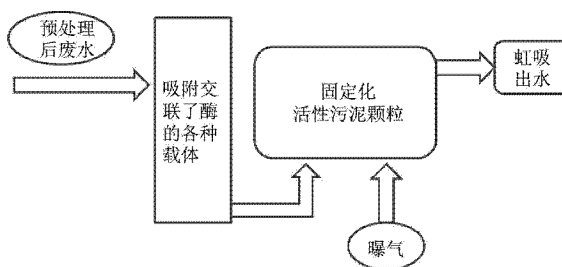 预处理
后废水
吸附交
联了酶
的各种
载体
固定化
活性污泥颗粒
虹吸
出水
曝气